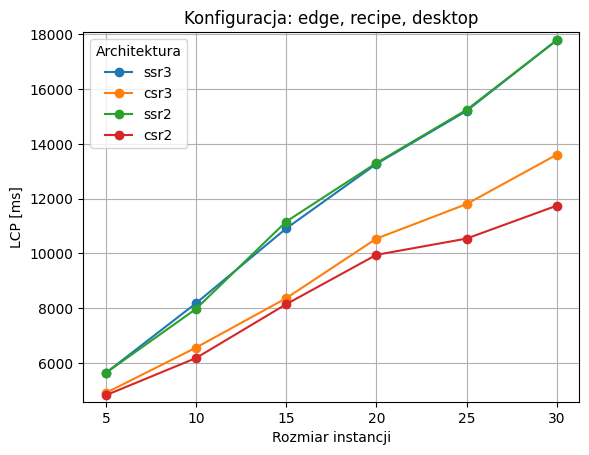 Konfiguracja: edge, recipe, desktop
18000
16000
14000
12000
10000
8000
6000
LCP [ms]
Architektura
ssr3
csr3
ssr2
csr2
5 10 15 20 25 30
Rozmiar instancji